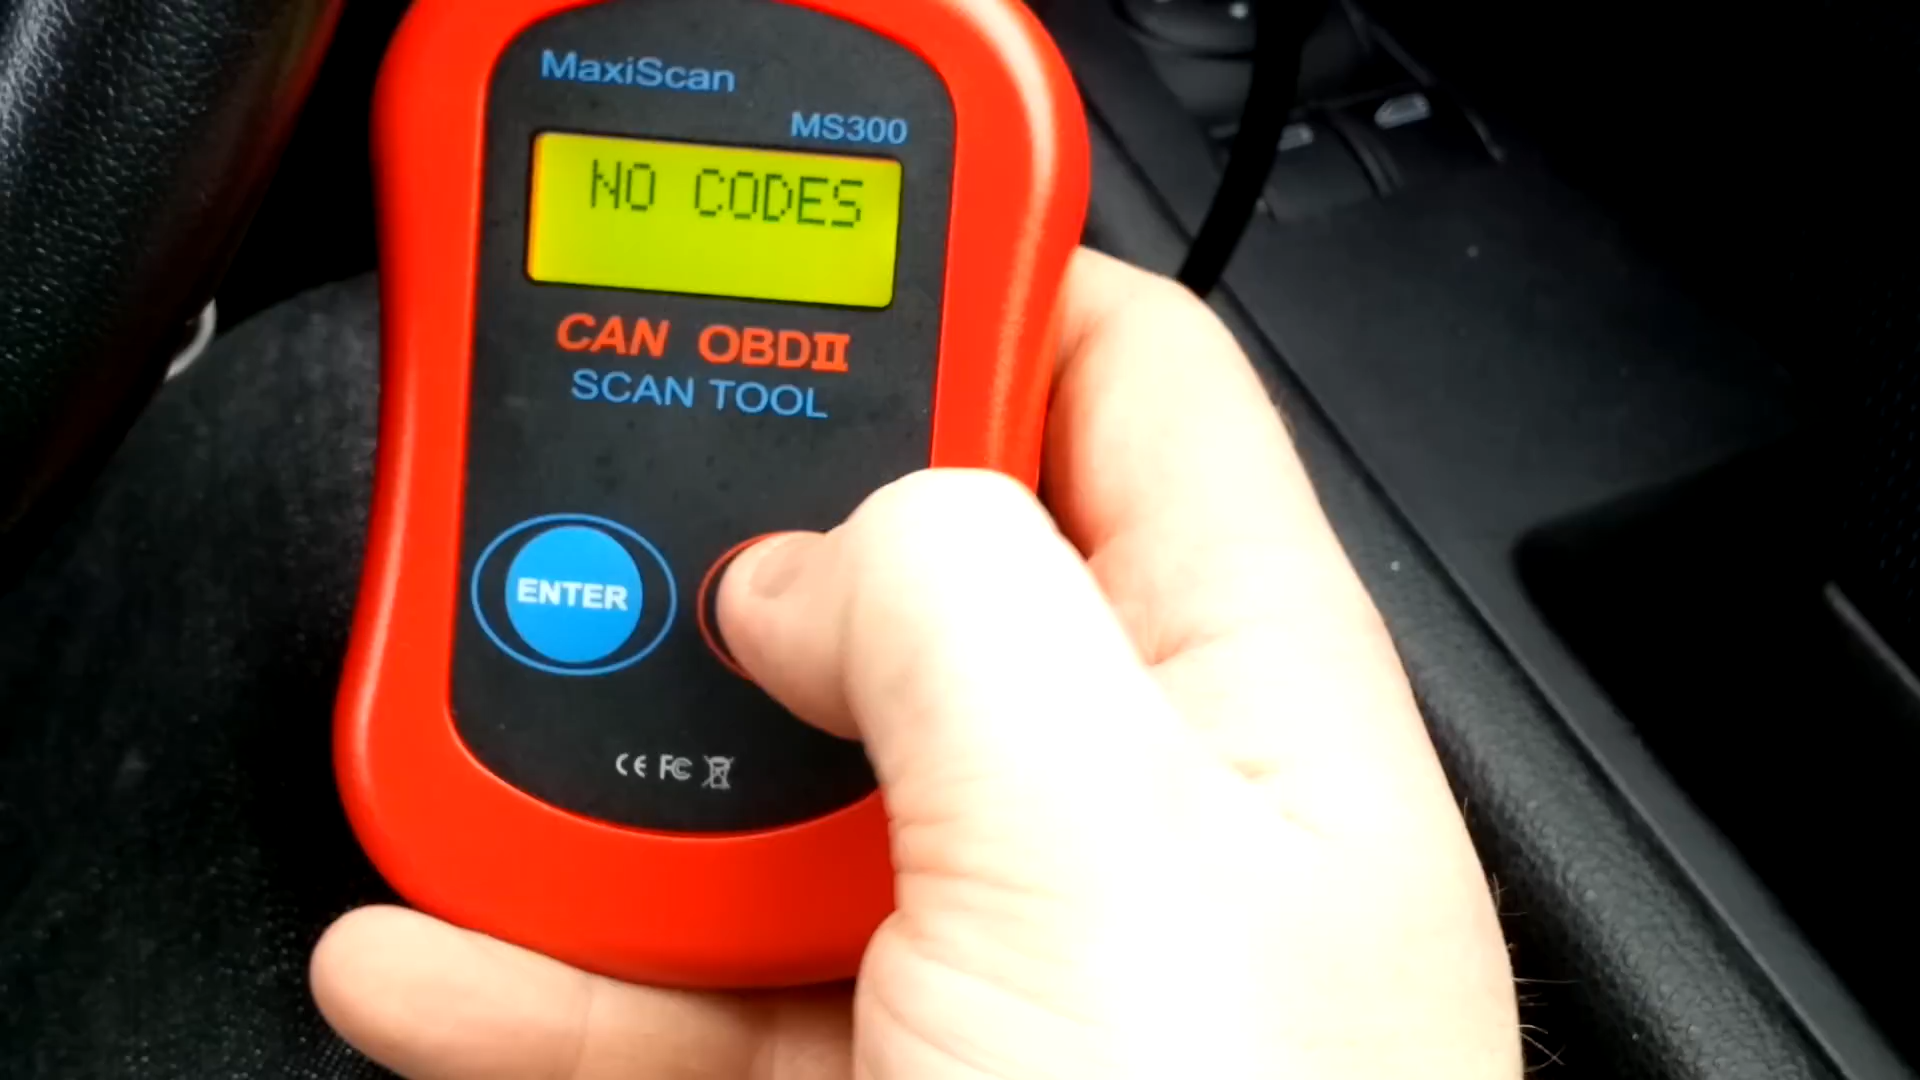 MaxiScan
MS300
NO CODES
CAN OBDII
SCAN TOOL
ENTER
CE FC